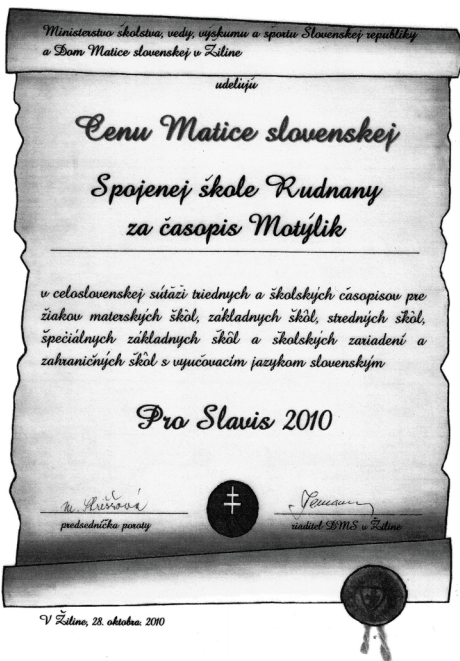 Ministerstvo školstva, vedy, výskumu a športu Slovenskej republiky
a Dom Matice slovenskej v Žiline
udeľujú
Cenu Matice slovenskej
Spojenej škole Rudnany
za časopis Motýlik
v celoslovenskej súťaži triednych a školských časopisov pre
žiakov materských škôl, základných škôl, stredných škôl,
špeciálnych základných škôl a školských zariadení a
zahraničných škôl s vyučovacím jazykom slovenským
Pro Slavis 2010
predsedníčka poroty
riaditeľ DMS v Žiline
V Žiline, 28. októbra 2010